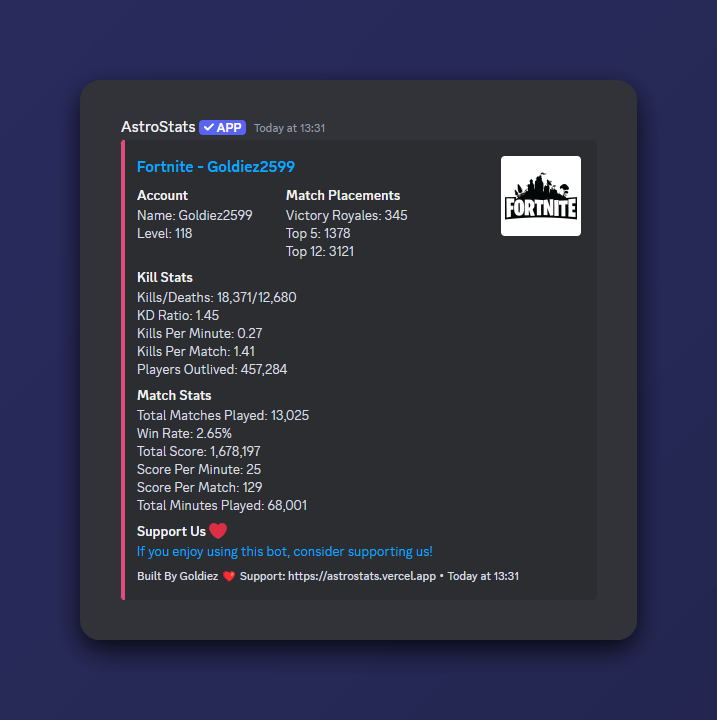 AstroStats APP Today at 13:31
Fortnite - Goldiez2599
FORTNITE
Account
Name: Goldiez2599
Level: 118
Match Placements
Victory Royales: 345
Top 5: 1378
Top 12: 3121
Kill Stats
Kills/Deaths: 18,371/12,680
KD Ratio: 1.45
Kills Per Minute: 0.27
Kills Per Match: 1.41
Players Outlived: 457,284
Match Stats
Total Matches Played: 13,025
Win Rate: 2.65%
Total Score: 1,678,197
Score Per Minute: 25
Score Per Match: 129
Total Minutes Played: 68,001
Support Us ❤️
If you enjoy using this bot, consider supporting us!
Built By Goldiez ❤️ Support: https://astrostats.vercel.app • Today at 13:31